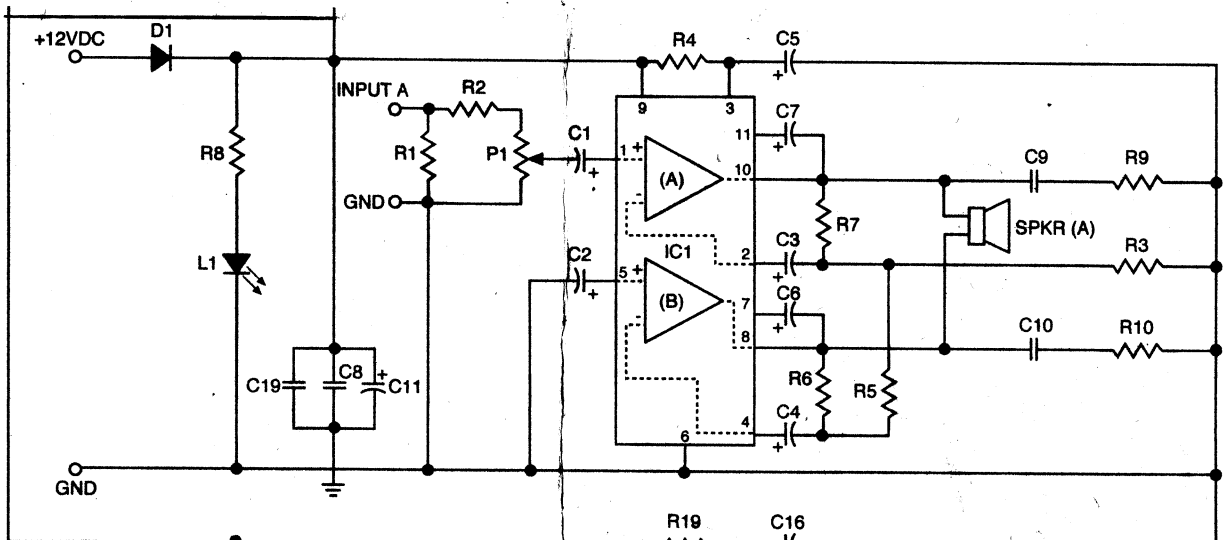 +12VDC
D1
R4
C5
INPUT A
R2
9
3
C7
R8
R1
P1
C1
+
1
+
-
(A)
11
+
10
C9
R9
GND
R7
SPKR (A)
L1
C2
+
5
+
-
IC1
(B)
2
C3
+
R3
C6
7
+
8
C10
R10
C19
C8
+
C11
R6
R5
4
C4
+
6
GND
R19
C16
+